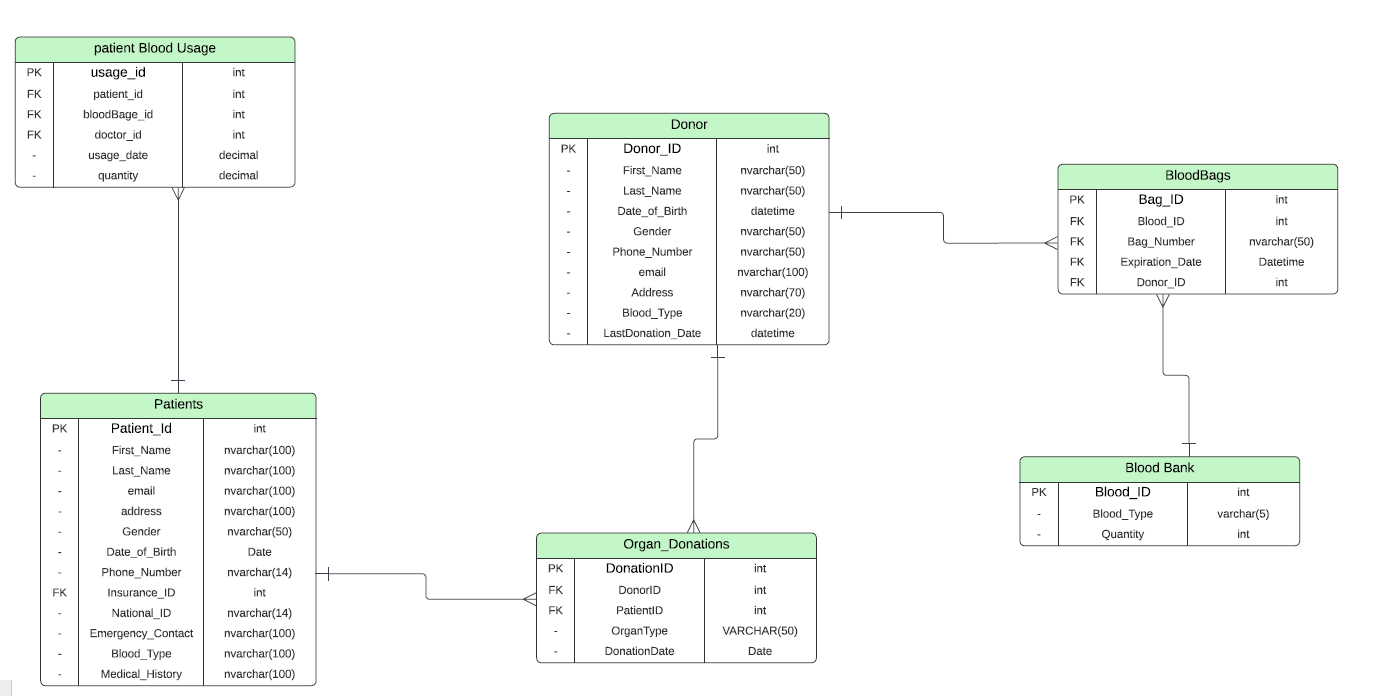 patient Blood Usage
PK usage_id int
FK patient_id int
FK bloodBage_id int
FK doctor_id int
- usage_date decimal
- quantity decimal
Donor
PK Donor_ID int
- First_Name nvarchar(50)
- Last_Name nvarchar(50)
- Date_of_Birth datetime
- Gender nvarchar(50)
- Phone_Number nvarchar(50)
- email nvarchar(100)
- Address nvarchar(70)
- Blood_Type nvarchar(20)
- LastDonation_Date datetime
BloodBags
PK Bag_ID int
FK Blood_ID int
FK Bag_Number nvarchar(50)
FK Expiration_Date Datetime
FK Donor_ID int
Patients
PK Patient_Id int
- First_Name nvarchar(100)
- Last_Name nvarchar(100)
- email nvarchar(100)
- address nvarchar(100)
- Gender nvarchar(50)
- Date_of_Birth Date
- Phone_Number nvarchar(14)
FK Insurance_ID int
- National_ID nvarchar(14)
- Emergency_Contact nvarchar(100)
- Blood_Type nvarchar(100)
- Medical_History nvarchar(100)
Organ_Donations
PK DonationID int
FK DonorID int
FK PatientID int
- OrganType VARCHAR(50)
- DonationDate Date
Blood Bank
PK Blood_ID int
- Blood_Type varchar(5)
- Quantity int